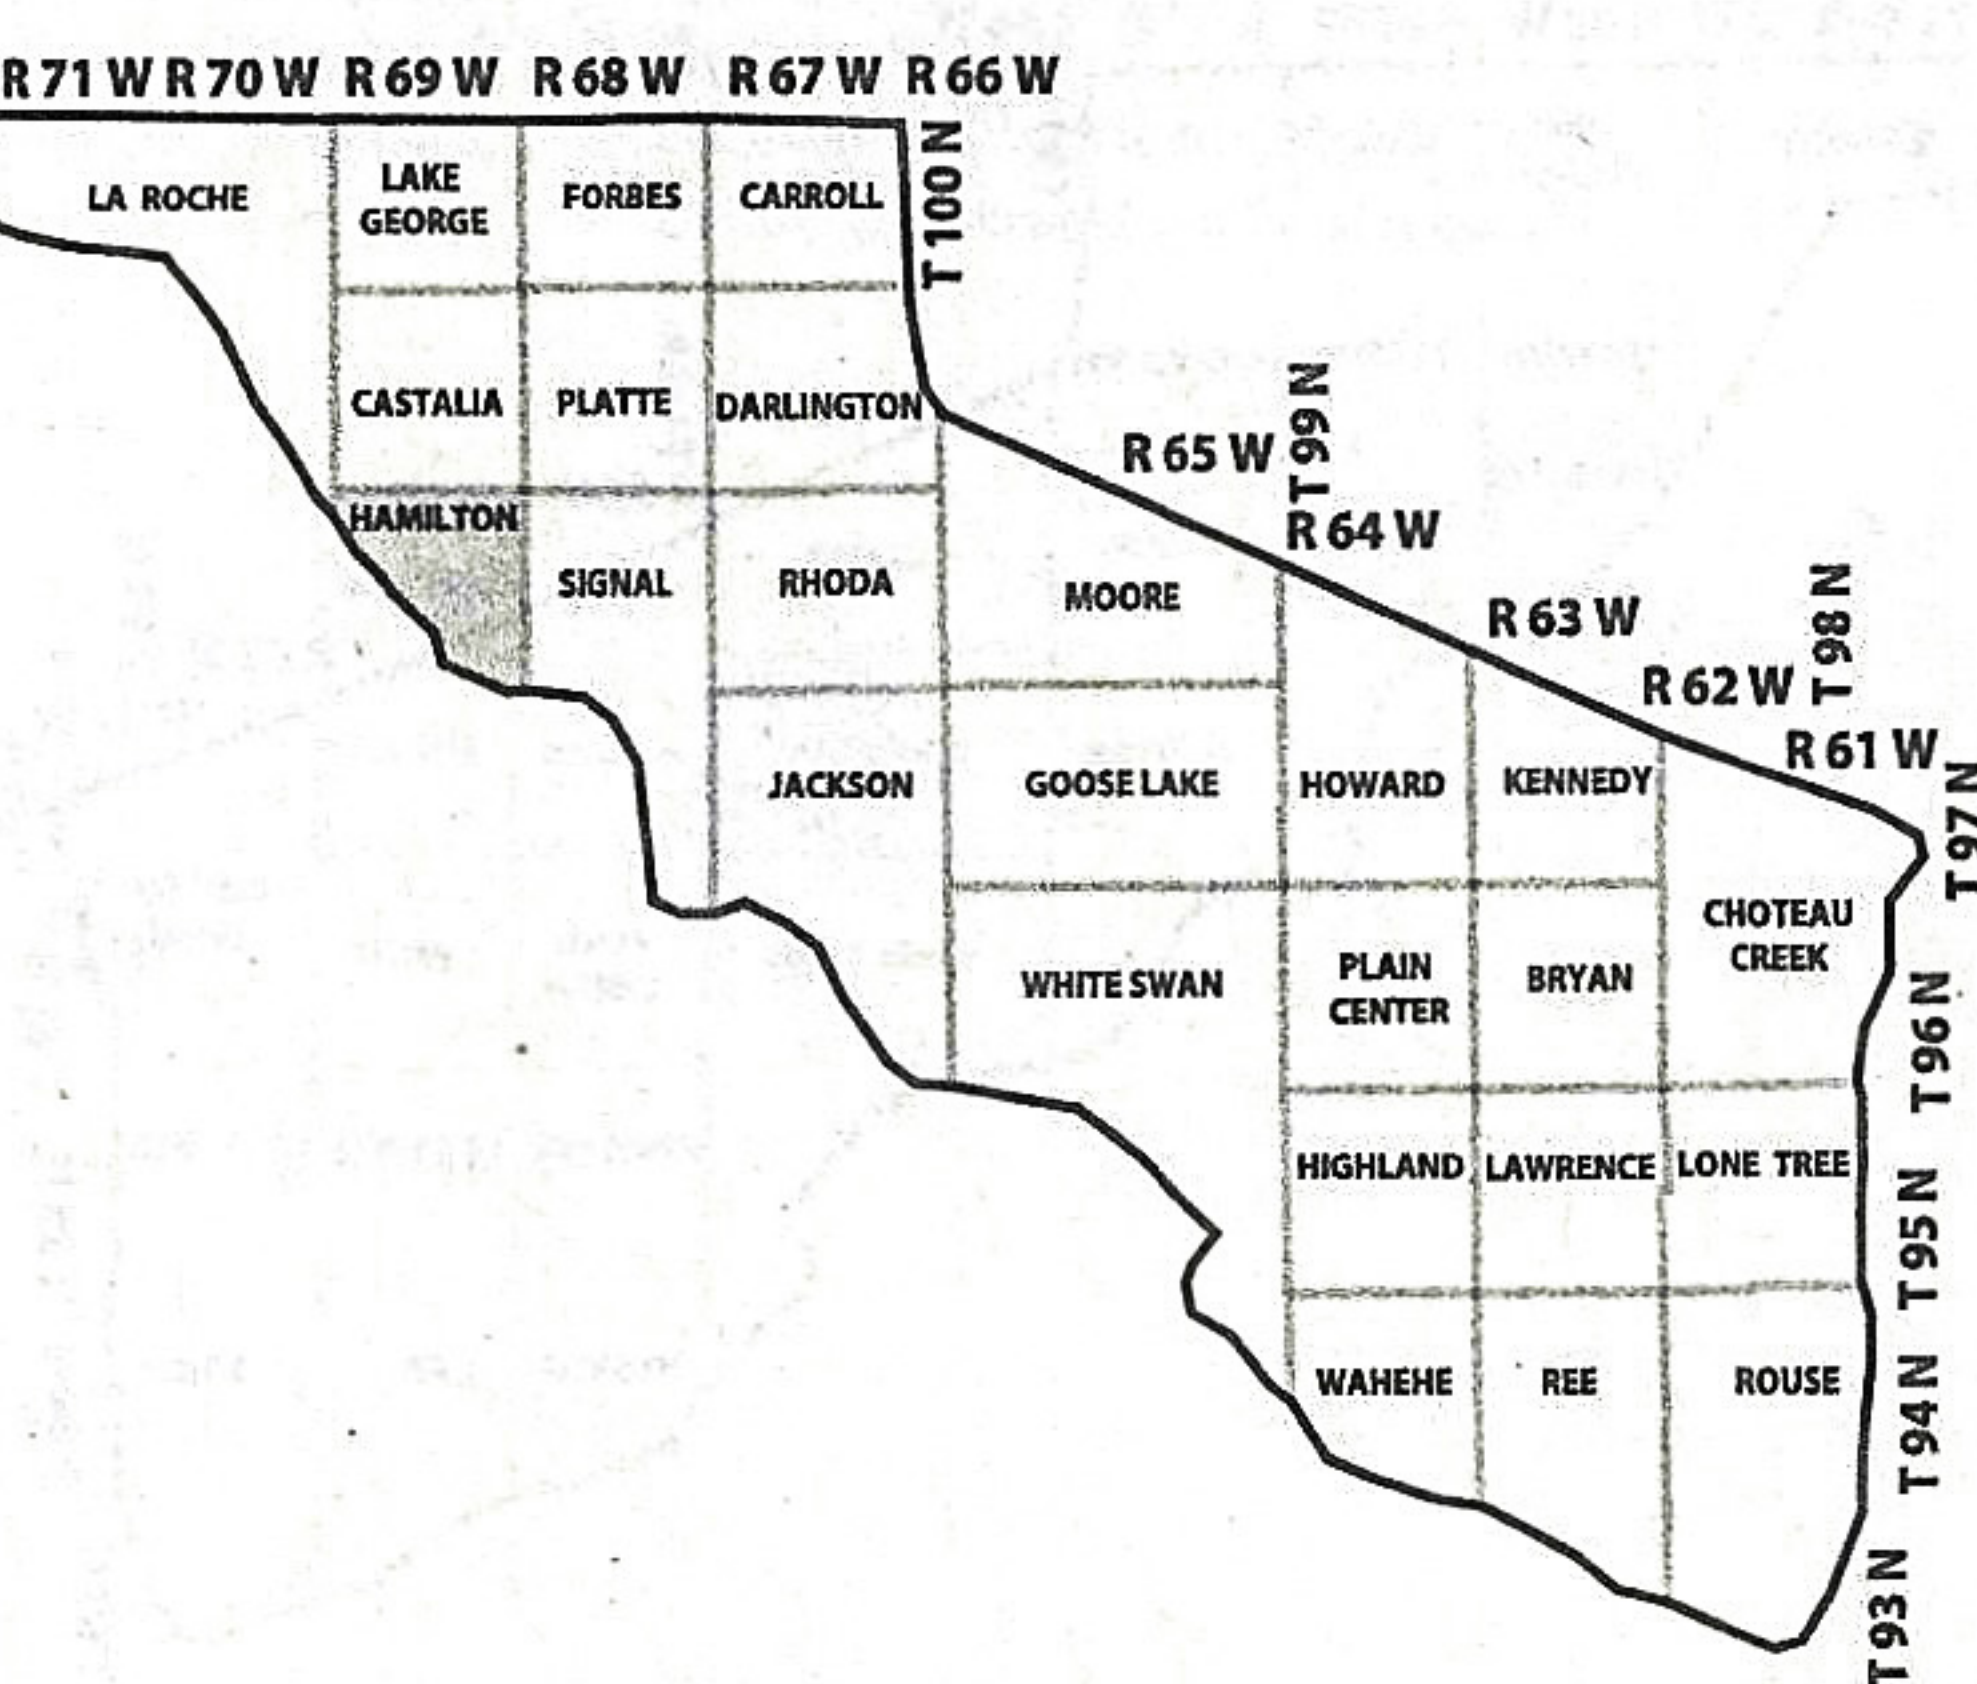 R 71 W R 70 W R 69 W R 68 W R 67 W R 66 W
T 100 N
LA ROCHE
LAKE
GEORGE
FORBES
CARROLL
CASTALIA
PLATTE
DARLINGTON
R 65 W
T 99 N
R 64 W
HAMILTON
SIGNAL
RHODA
MOORE
R 63 W
T 98 N
R 62 W
R 61 W
T 97 N
JACKSON
GOOSE LAKE
HOWARD
KENNEDY
CHOTEAU
CREEK
WHITE SWAN
PLAIN
CENTER
BRYAN
T 96 N
HIGHLAND
LAWRENCE
LONE TREE
T 95 N
WAHEHE
REE
ROUSE
T 94 N
T 93 N